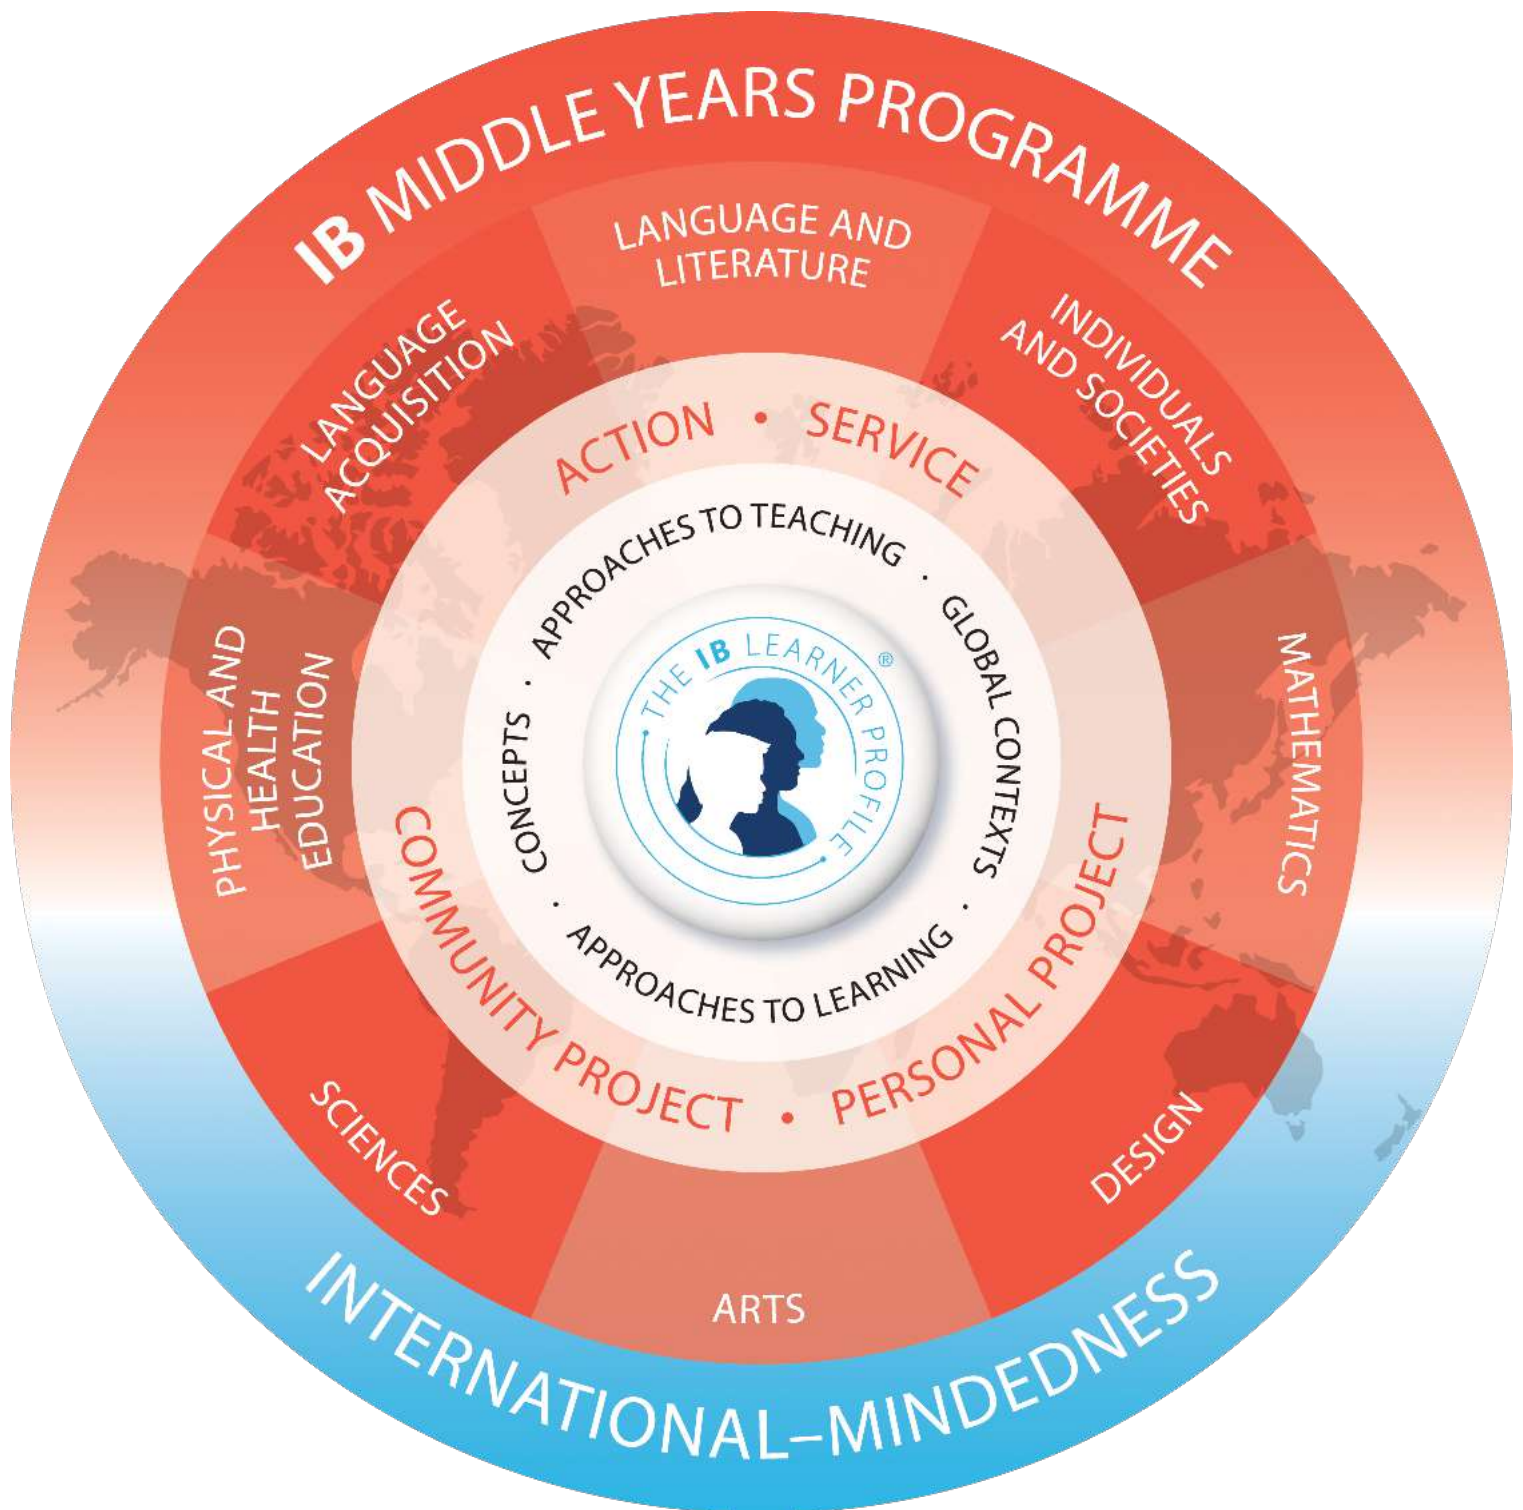 IB MIDDLE YEARS PROGRAMME
LANGUAGE AND
LITERATURE
INDIVIDUALS
AND SOCIETIES
MATHEMATICS
DESIGN
ARTS
SCIENCES
PHYSICAL AND
HEALTH
EDUCATION
LANGUAGE
ACQUISITION
ACTION • SERVICE
COMMUNITY PROJECT • PERSONAL PROJECT
APPROACHES TO TEACHING · GLOBAL CONTEXTS ·
APPROACHES TO LEARNING · CONCEPTS ·
THE IB LEARNER PROFILE ®
INTERNATIONAL–MINDEDNESS